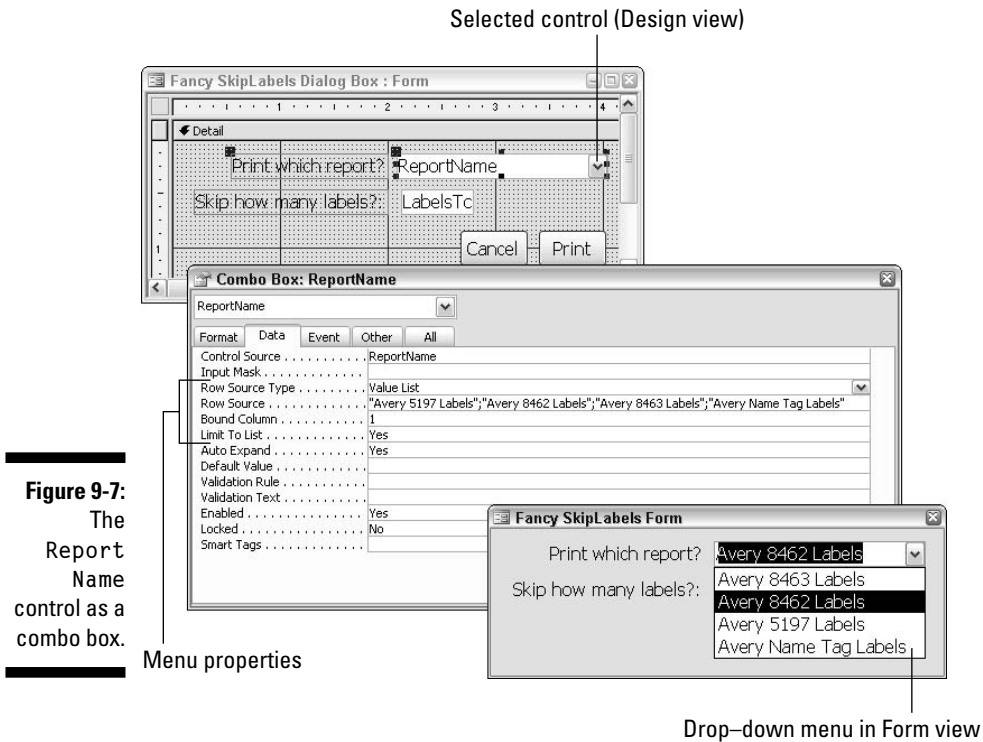 Selected control (Design view)
Fancy SkipLabels Dialog Box : Form
1 2 3 4
Detail
Print which report? ReportName
Skip how many labels?: LabelsTo
Cancel Print
1
Combo Box: ReportName
ReportName
Format Data Event Other All
Control Source . . . . . . . . . . . ReportName
Input Mask . . . . . . . . . . . . .
Row Source Type . . . . . . . . . Value List
Row Source . . . . . . . . . . . . . "Avery 5197 Labels";"Avery 8462 Labels";"Avery 8463 Labels";"Avery Name Tag Labels"
Bound Column . . . . . . . . . . . 1
Limit To List . . . . . . . . . . . . . Yes
Auto Expand . . . . . . . . . . . . Yes
Default Value . . . . . . . . . . . .
Validation Rule . . . . . . . . . . .
Validation Text . . . . . . . . . . .
Enabled . . . . . . . . . . . . . . . . Yes
Locked . . . . . . . . . . . . . . . . . No
Smart Tags . . . . . . . . . . . . .
Fancy SkipLabels Form
Print which report? Avery 8462 Labels
Skip how many labels?:
Avery 8463 Labels
Avery 8462 Labels
Avery 5197 Labels
Avery Name Tag Labels
Figure 9-7:
The
Report
Name
control as a
combo box.
Menu properties
Drop–down menu in Form view